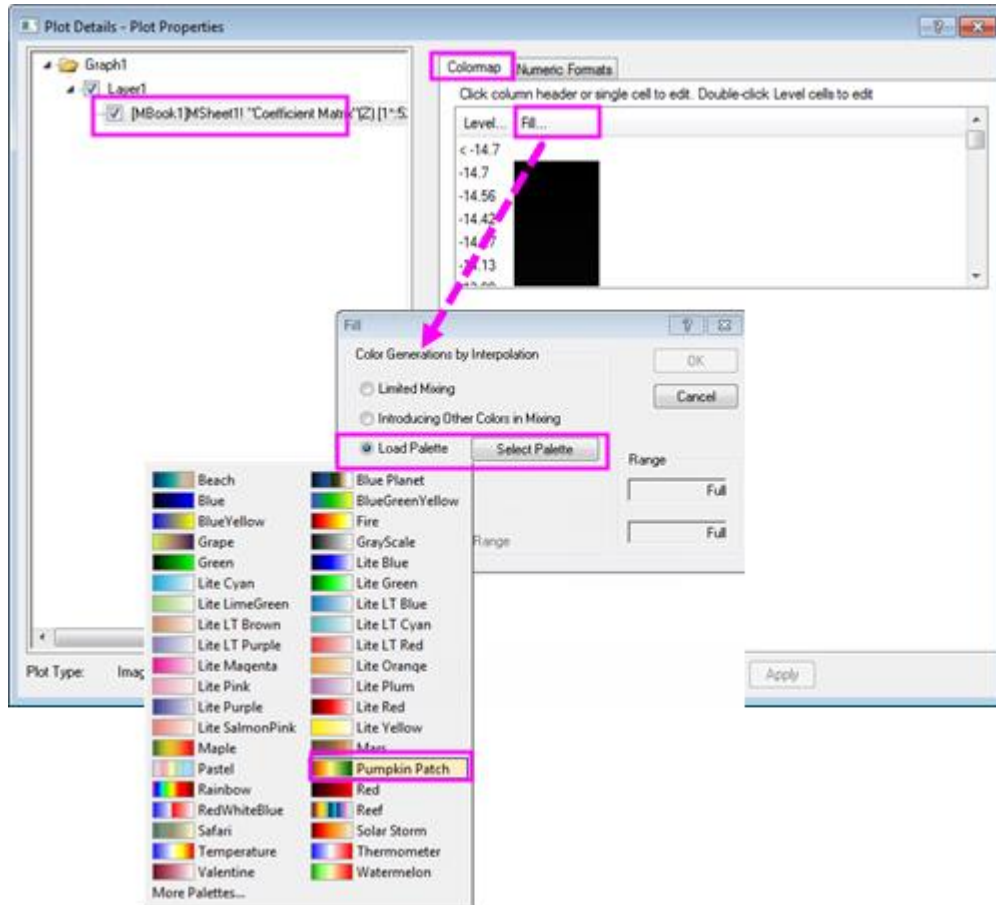 Plot Details - Plot Properties
Graph1
Layer1
[MBook1]MSheet1! "Coefficient Matrix"(Z) [1*:5
Colormap Numeric Formats
Click column header or single cell to edit. Double-click Level cells to edit
Level... Fill...
< -14.7
-14.7
-14.56
-14.42
-14.13
Fill
Color Generations by Interpolation
Limited Mixing
Introducing Other Colors in Mixing
Load Palette Select Palette
OK
Cancel
Range
Full
Full
Range
Beach Blue Planet
Blue BlueGreenYellow
BlueYellow Fire
Grape GrayScale
Green Lite Blue
Lite Cyan Lite Green
Lite LimeGreen Lite LT Blue
Lite LT Brown Lite LT Cyan
Lite LT Purple Lite LT Red
Lite Magenta Lite Orange
Lite Pink Lite Plum
Lite Purple Lite Red
Lite SalmonPink Lite Yellow
Maple Mars
Pastel Pumpkin Patch
Rainbow Red
RedWhiteBlue Reef
Safari Solar Storm
Temperature Thermometer
Valentine Watermelon
More Palettes...
Plot Type: Imag
Apply